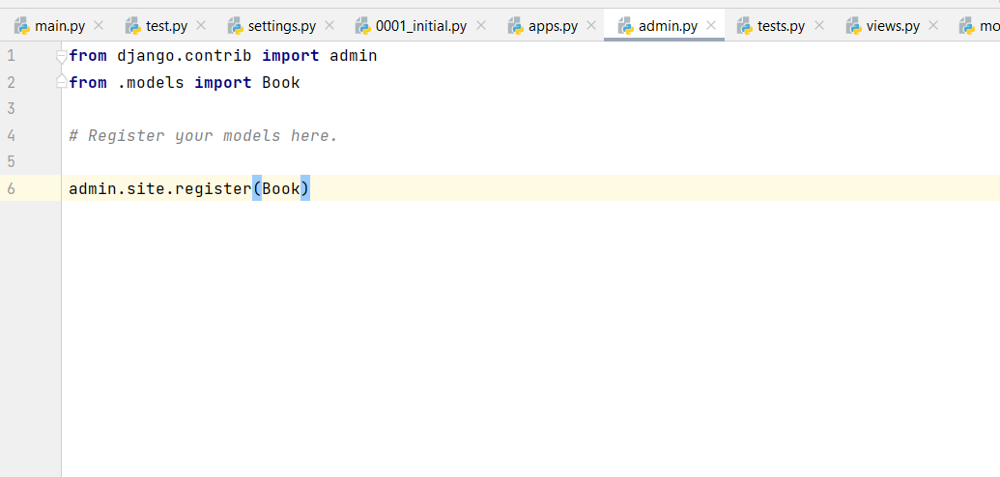 main.py test.py settings.py 0001_initial.py apps.py admin.py tests.py views.py mo
1 from django.contrib import admin
2 from .models import Book
3
4 # Register your models here.
5
6 admin.site.register(Book)